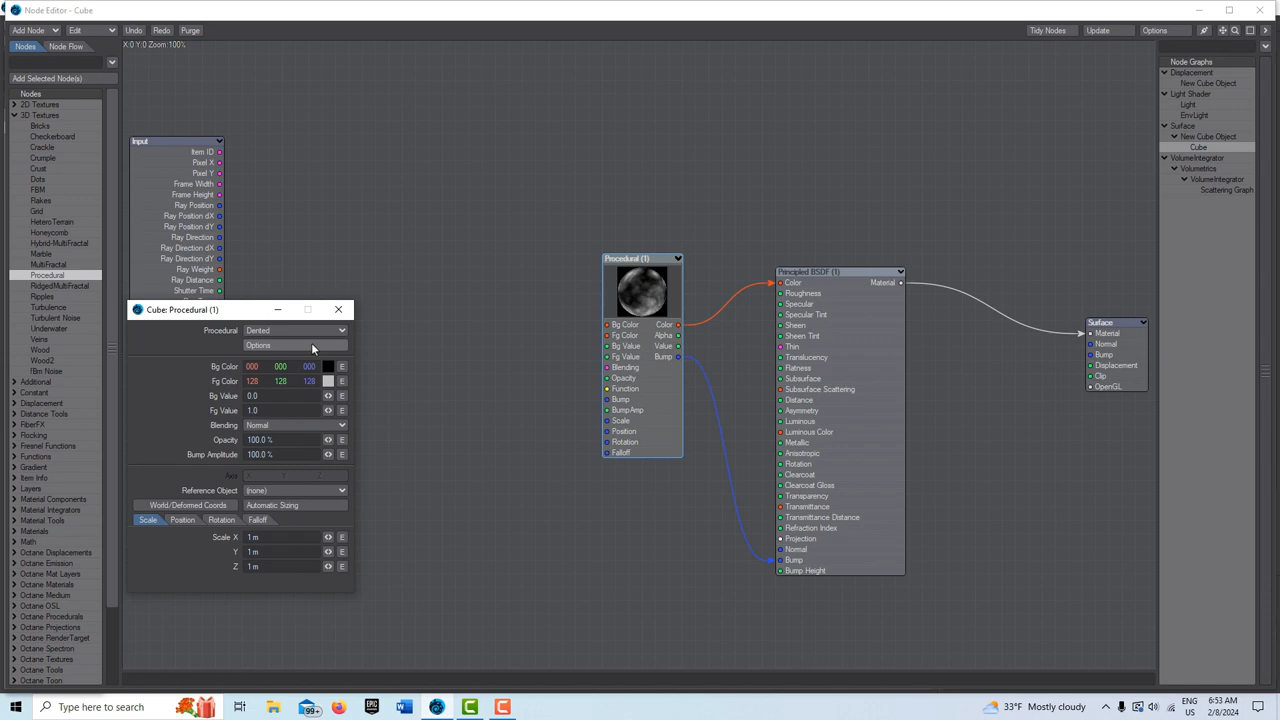 Node Editor - Cube
Add Node Edit Undo Redo Purge Tidy Nodes Update Options
Nodes Node Flow
X:0 Y:0 Zoom:100%
Add Selected Node(s)
Nodes
2D Textures
3D Textures
Bricks
Checkerboard
Crackle
Crumple
Crust
Dots
FBM
Flakes
Grid
HeteroTerrain
Honeycomb
Hybrid-MultiFractal
Marble
MultiFractal
Procedural
RidgedMultiFractal
Ripples
Turbulence
Turbulent Noise
Underwater
Veins
Wood
Wood2
fBm Noise
Additional
Constant
Displacement
Distance Tools
FiberFX
Flocking
Fresnel Functions
Functions
Gradient
Item Info
Layers
Material Components
Material Integrators
Material Tools
Materials
Math
Octane Displacements
Octane Emission
Octane Mat Layers
Octane Materials
Octane Medium
Octane OSL
Octane Procedurals
Octane Projections
Octane RenderTarget
Octane Spectron
Octane Textures
Octane Tools
Octane Toon
Input
Item ID
Pixel X
Pixel Y
Frame Width
Frame Height
Ray Position
Ray Position dX
Ray Position dY
Ray Direction
Ray Direction dX
Ray Direction dY
Ray Weight
Ray Distance
Shutter Time
Cube: Procedural (1)
Procedural Dented
Options
Bg Color 000 000 000 E
Fg Color 128 128 128 E
Bg Value 0.0 E
Fg Value 1.0 E
Blending Normal
Opacity 100.0 % E
Bump Amplitude 100.0 % E
Axis X Y Z
Reference Object (none)
World/Deformed Coords Automatic Sizing
Scale Position Rotation Falloff
Scale X 1 m E
Y 1 m E
Z 1 m E
Procedural (1)
Bg Color Color
Fg Color Alpha
Bg Value Value
Fg Value Bump
Blending
Opacity
Function
Bump
BumpAmp
Scale
Position
Rotation
Falloff
Principled BSDF (1)
Color Material
Roughness
Specular
Specular Tint
Sheen
Sheen Tint
Thin
Translucency
Flatness
Subsurface
Subsurface Scattering
Distance
Asymmetry
Luminous
Luminous Color
Metallic
Anisotropic
Rotation
Clearcoat
Clearcoat Gloss
Transparency
Transmittance
Transmittance Distance
Refraction Index
Projection
Normal
Bump
Bump Height
Surface
Material
Normal
Bump
Displacement
Clip
OpenGL
Node Graphs
Displacement
New Cube Object
Light Shader
Light
EnvLight
Surface
New Cube Object
Cube
VolumeIntegrator
Volumetrics
VolumeIntegrator
Scattering Graph
Type here to search
99+
EPIC
W
33°F Mostly cloudy
ENG
US
6:53 AM
2/8/2024